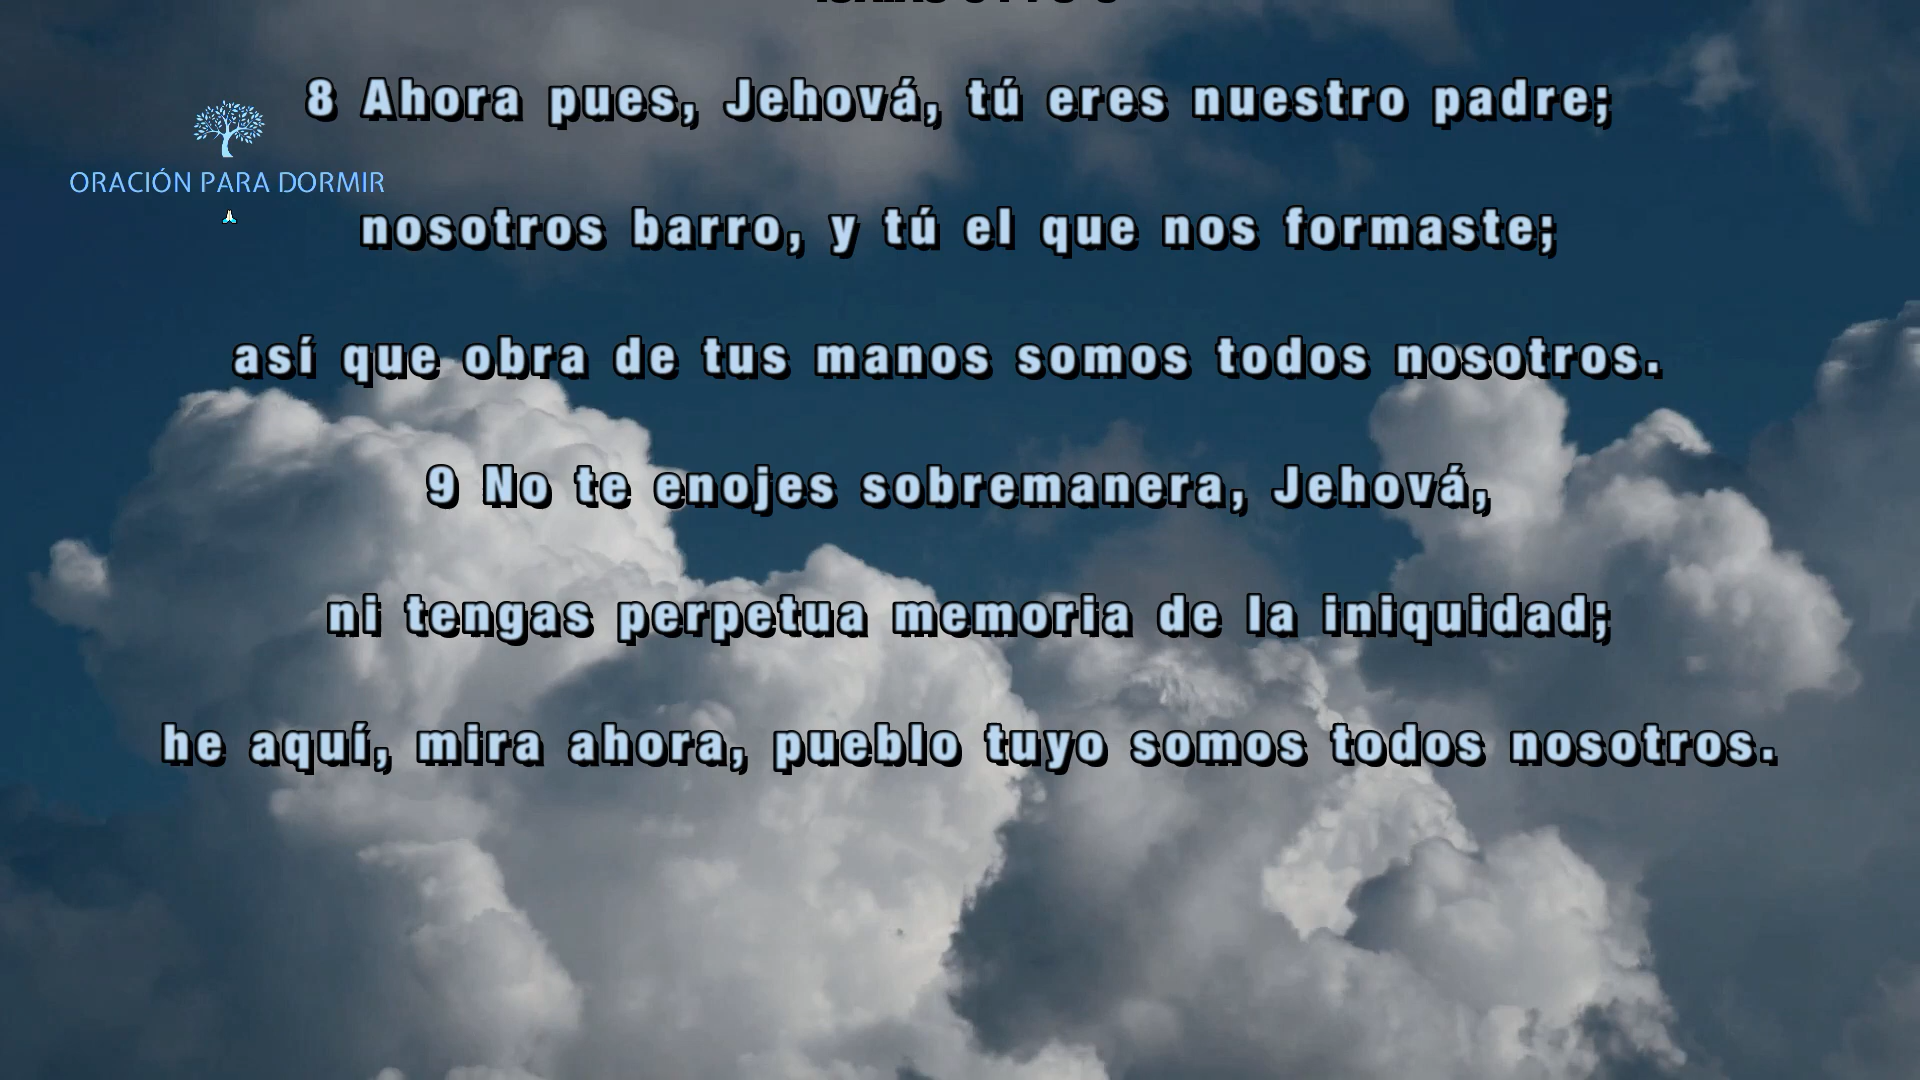 8 Ahora pues, Jehová, tú eres nuestro padre;
ORACIÓN PARA DORMIR
nosotros barro, y tú el que nos formaste;
así que obra de tus manos somos todos nosotros.
9 No te enojes sobremanera, Jehová,
ni tengas perpetua memoria de la iniquidad;
he aquí, mira ahora, pueblo tuyo somos todos nosotros.